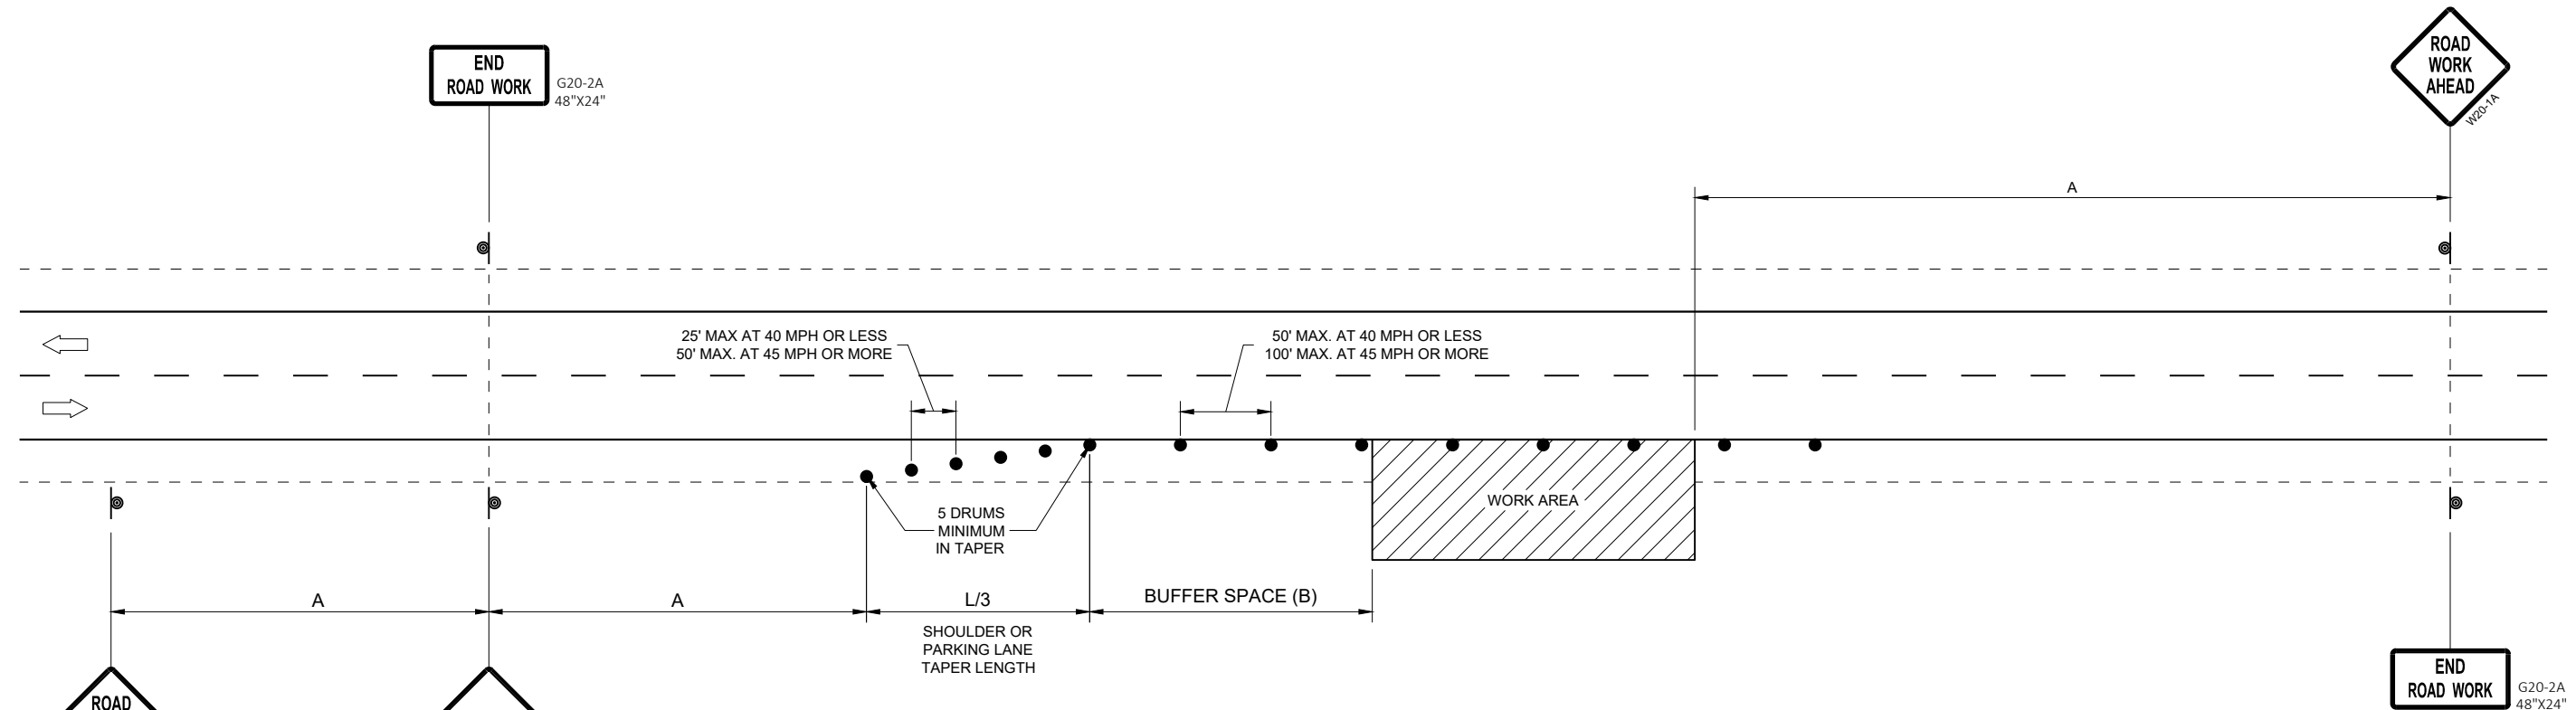 END
ROAD WORK
G20-2A
48"X24"
ROAD
WORK
AHEAD
W20-1A
A
25' MAX AT 40 MPH OR LESS
50' MAX. AT 45 MPH OR MORE
50' MAX. AT 40 MPH OR LESS
100' MAX. AT 45 MPH OR MORE
5 DRUMS
MINIMUM
IN TAPER
WORK AREA
A
A
L/3
BUFFER SPACE (B)
SHOULDER OR
PARKING LANE
TAPER LENGTH
ROAD
END
ROAD WORK
G20-2A
48"X24"